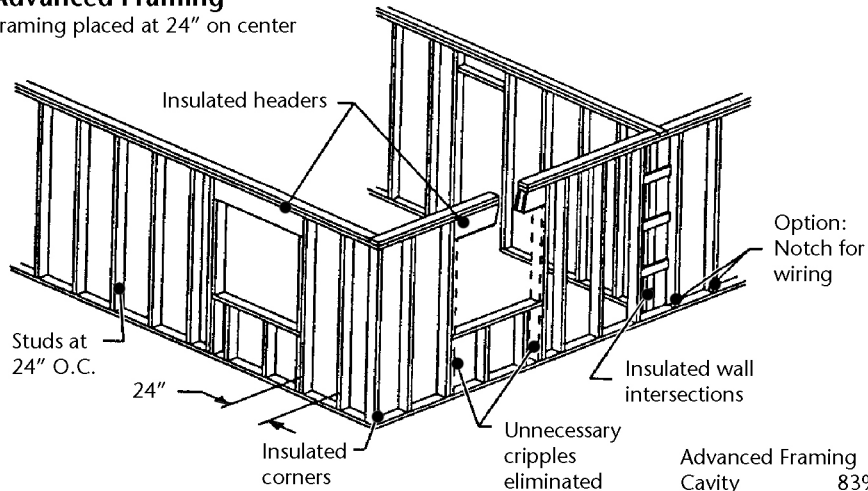 Advanced Framing
raming placed at 24″ on center
Insulated headers
Option:
Notch for
wiring
Studs at
24″ O.C.
24″
Insulated wall
intersections
Insulated
corners
Unnecessary
cripples
eliminated
Advanced Framing
Cavity 839